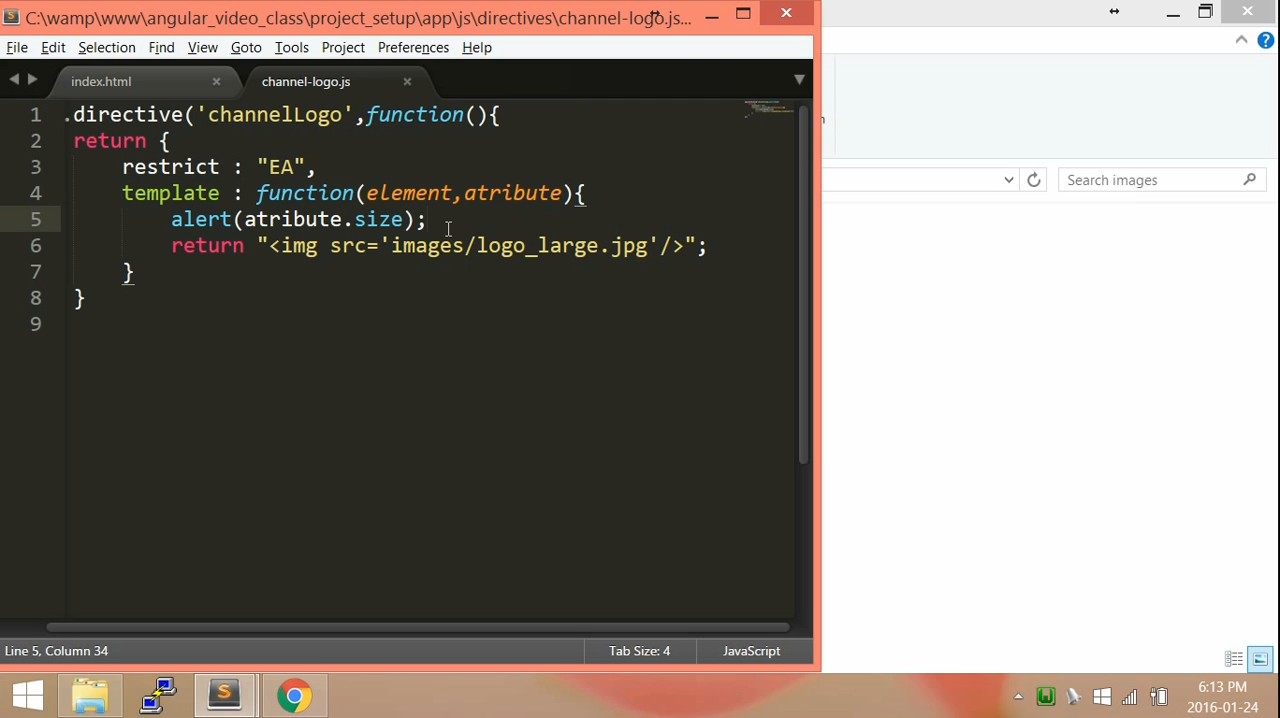 C:\wamp\www\angular_video_class\project_setup\app\js\directives\channel-logo.js...
File Edit Selection Find View Goto Tools Project Preferences Help
index.html channel-logo.js
1 .directive('channelLogo',function(){
2 return {
3 restrict : "EA",
4 template : function(element,atribute){
5 alert(atribute.size);
6 return "<img src='images/logo_large.jpg'/>";
7 }
8 }
9
Search images
Line 5, Column 34 Tab Size: 4 JavaScript
6:13 PM
2016-01-24